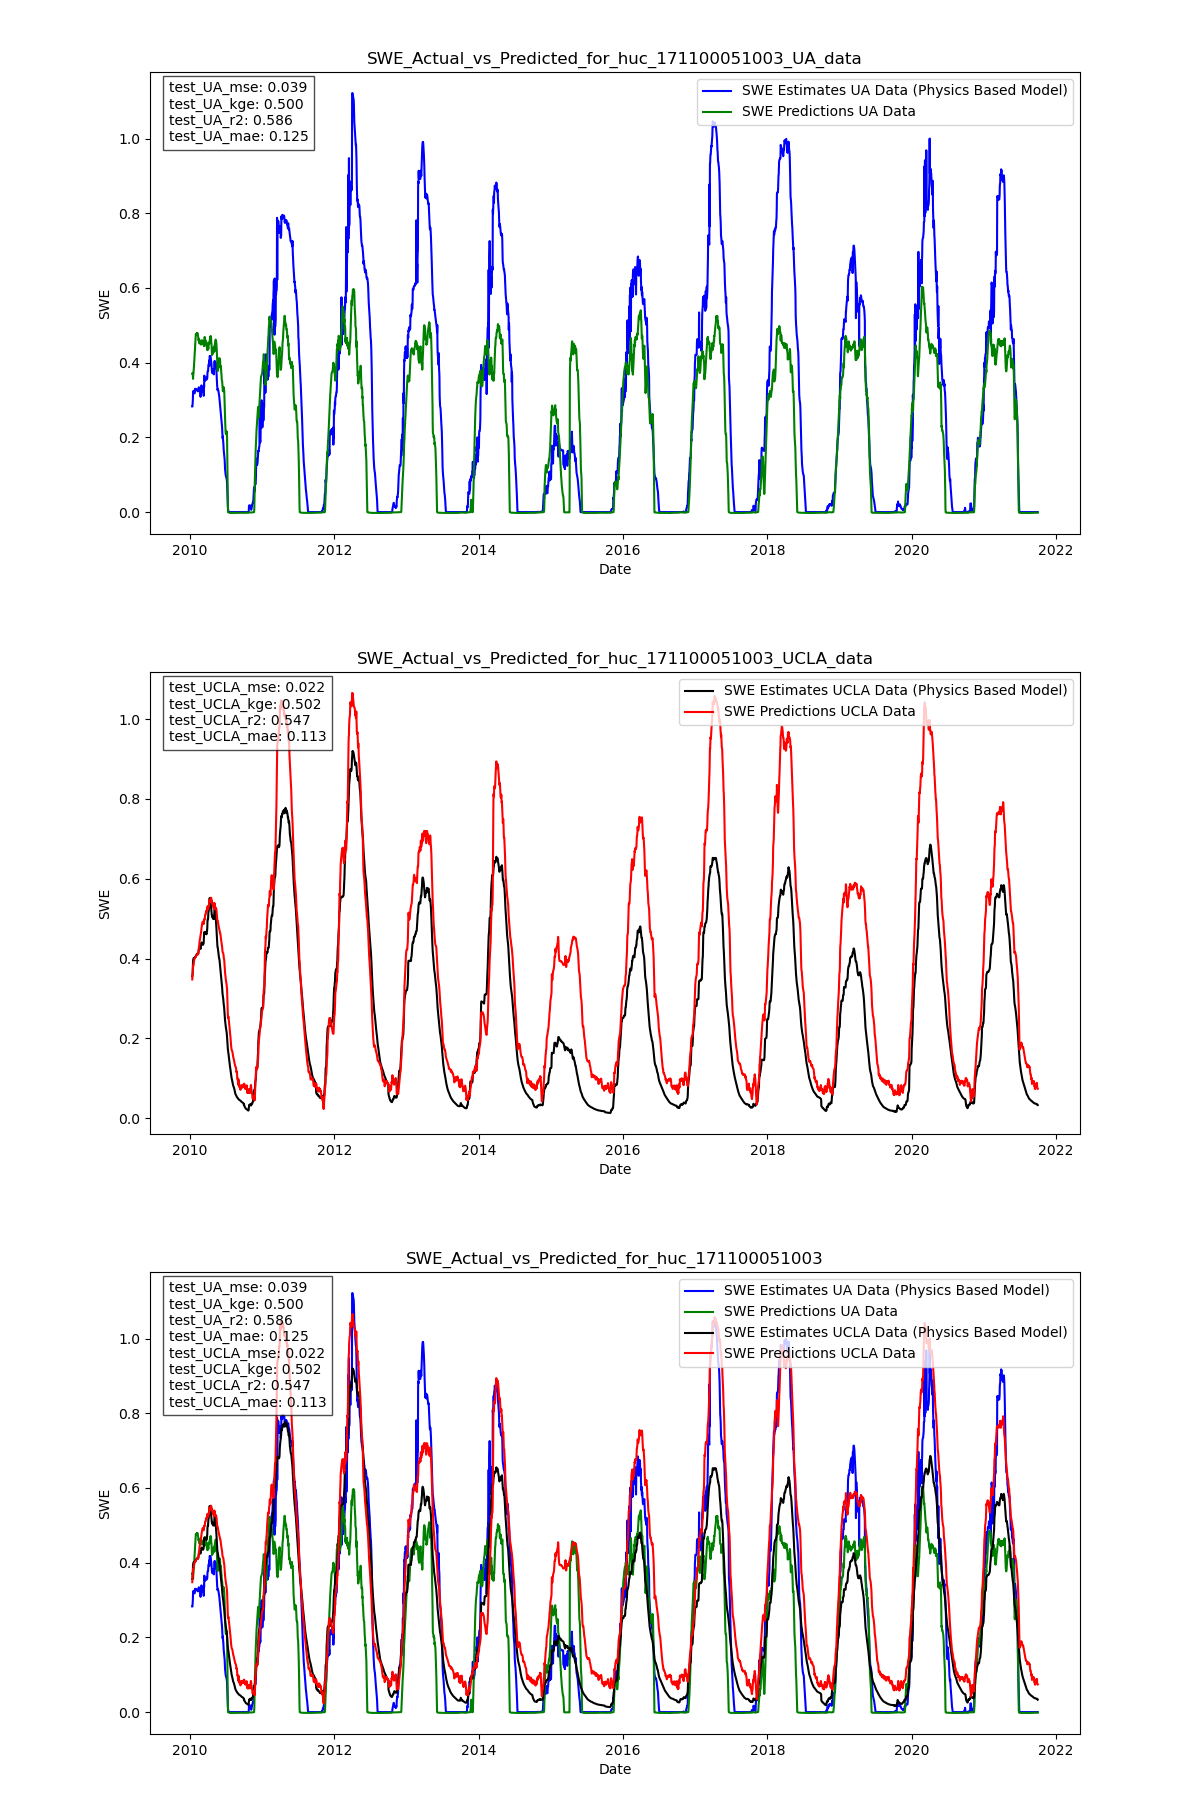 SWE_Actual_vs_Predicted_for_huc_171100051003_UA_data
test_UA_mse: 0.039
test_UA_kge: 0.500
test_UA_r2: 0.586
test_UA_mae: 0.125
SWE Estimates UA Data (Physics Based Model)
SWE Predictions UA Data
1.0
0.8
0.6
0.4
0.2
0.0
SWE
2010 2012 2014 2016 2018 2020 2022
Date
SWE_Actual_vs_Predicted_for_huc_171100051003_UCLA_data
test_UCLA_mse: 0.022
test_UCLA_kge: 0.502
test_UCLA_r2: 0.547
test_UCLA_mae: 0.113
SWE Estimates UCLA Data (Physics Based Model)
SWE Predictions UCLA Data
1.0
0.8
0.6
0.4
0.2
0.0
SWE
2010 2012 2014 2016 2018 2020 2022
Date
SWE_Actual_vs_Predicted_for_huc_171100051003
test_UA_mse: 0.039
test_UA_kge: 0.500
test_UA_r2: 0.586
test_UA_mae: 0.125
test_UCLA_mse: 0.022
test_UCLA_kge: 0.502
test_UCLA_r2: 0.547
test_UCLA_mae: 0.113
SWE Estimates UA Data (Physics Based Model)
SWE Predictions UA Data
SWE Estimates UCLA Data (Physics Based Model)
SWE Predictions UCLA Data
1.0
0.8
0.6
0.4
0.2
0.0
SWE
2010 2012 2014 2016 2018 2020 2022
Date